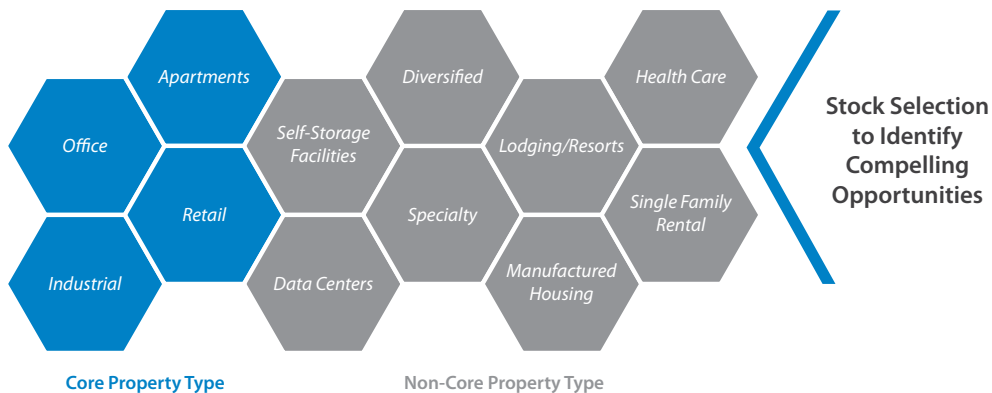 Apartments
Diversified
Health Care
Office
Self-Storage
Facilities
Lodging/Resorts
Stock Selection
to Identify
Compelling
Opportunities
Retail
Specialty
Single Family
Rental
Industrial
Data Centers
Manufactured
Housing
Core Property Type
Non-Core Property Type